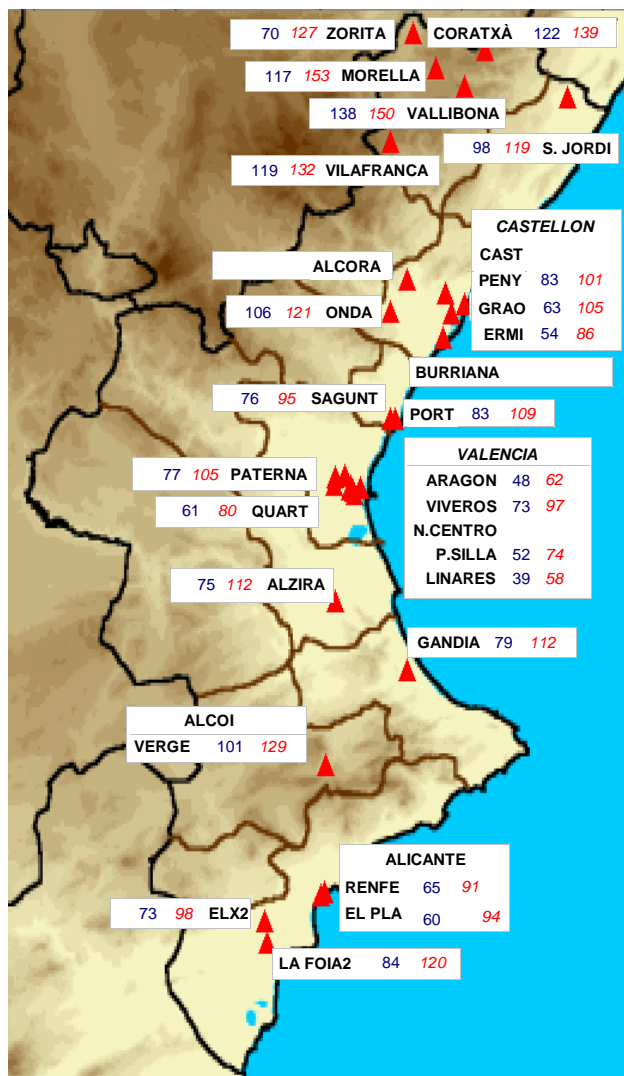 70 127 ZORITA
CORATXÀ 122 139
117 153 MORELLA
138 150 VALLIBONA
98 119 S. JORDI
119 132 VILAFRANCA
CASTELLON
CAST
PENY 83 101
GRAO 63 105
ERMI 54 86
ALCORA
106 121 ONDA
BURRIANA
76 95 SAGUNT
PORT 83 109
VALENCIA
ARAGON 48 62
VIVEROS 73 97
N.CENTRO
P.SILLA 52 74
LINARES 39 58
77 105 PATERNA
61 80 QUART
75 112 ALZIRA
GANDIA 79 112
ALCOI
VERGE 101 129
ALICANTE
RENFE 65 91
EL PLA 60 94
73 98 ELX2
LA FOIA2 84 120